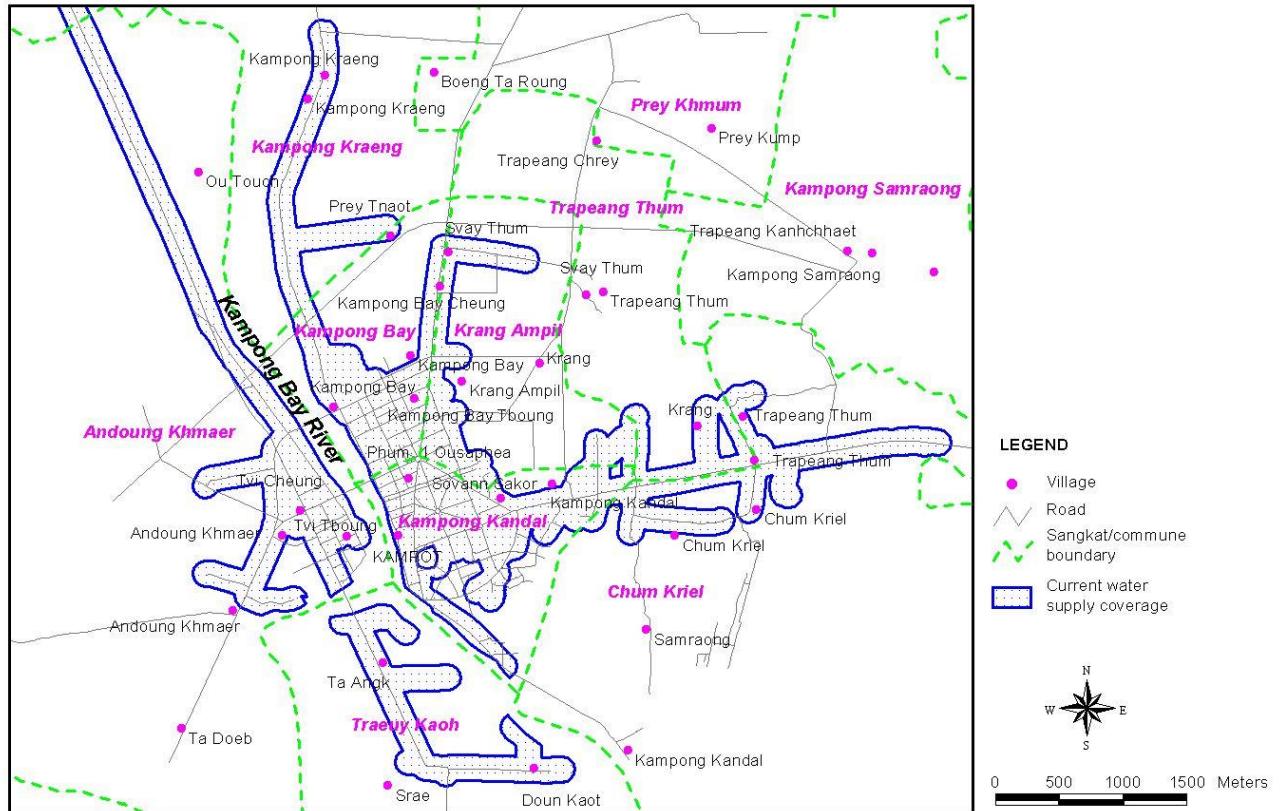 Kampong Kraeng
Boeng Ta Roung
Kampong Kraeng
Prey Khmum
Prey Kump
Kampong Kraeng
Trapeang Chrey
Ou Touch
Kampong Samraong
Prey Tnaot
Trapeang Thum
Svay Thum
Trapeang Kanhchhaet
Svay Thum
Kampong Samraong
Kampong Bay Cheung
Trapeang Thum
Kampong Bay River
Kampong Bay
Krang Ampil
Kampong Bay
Krang
Kampong Bay
Krang Ampil
Kampong Bay Tboung
Krang
Trapeang Thum
Andoung Khmaer
Phum 1 Ousaphea
Trapeang Thum
Tvi Cheung
Sovann Sakor
Kampong Kandal
Chum Kriel
Andoung Khmaer
Tvi Tboung
Kampong Kandal
Chum Kriel
KAMPOT
Chum Kriel
Andoung Khmaer
Samraong
Ta Angk
Traeuy Kaoh
Ta Doeb
Kampong Kandal
Srae
Doun Kaot
LEGEND
Village
Road
Sangkat/commune
boundary
Current water
supply coverage
N
W E
S
0 500 1000 1500 Meters